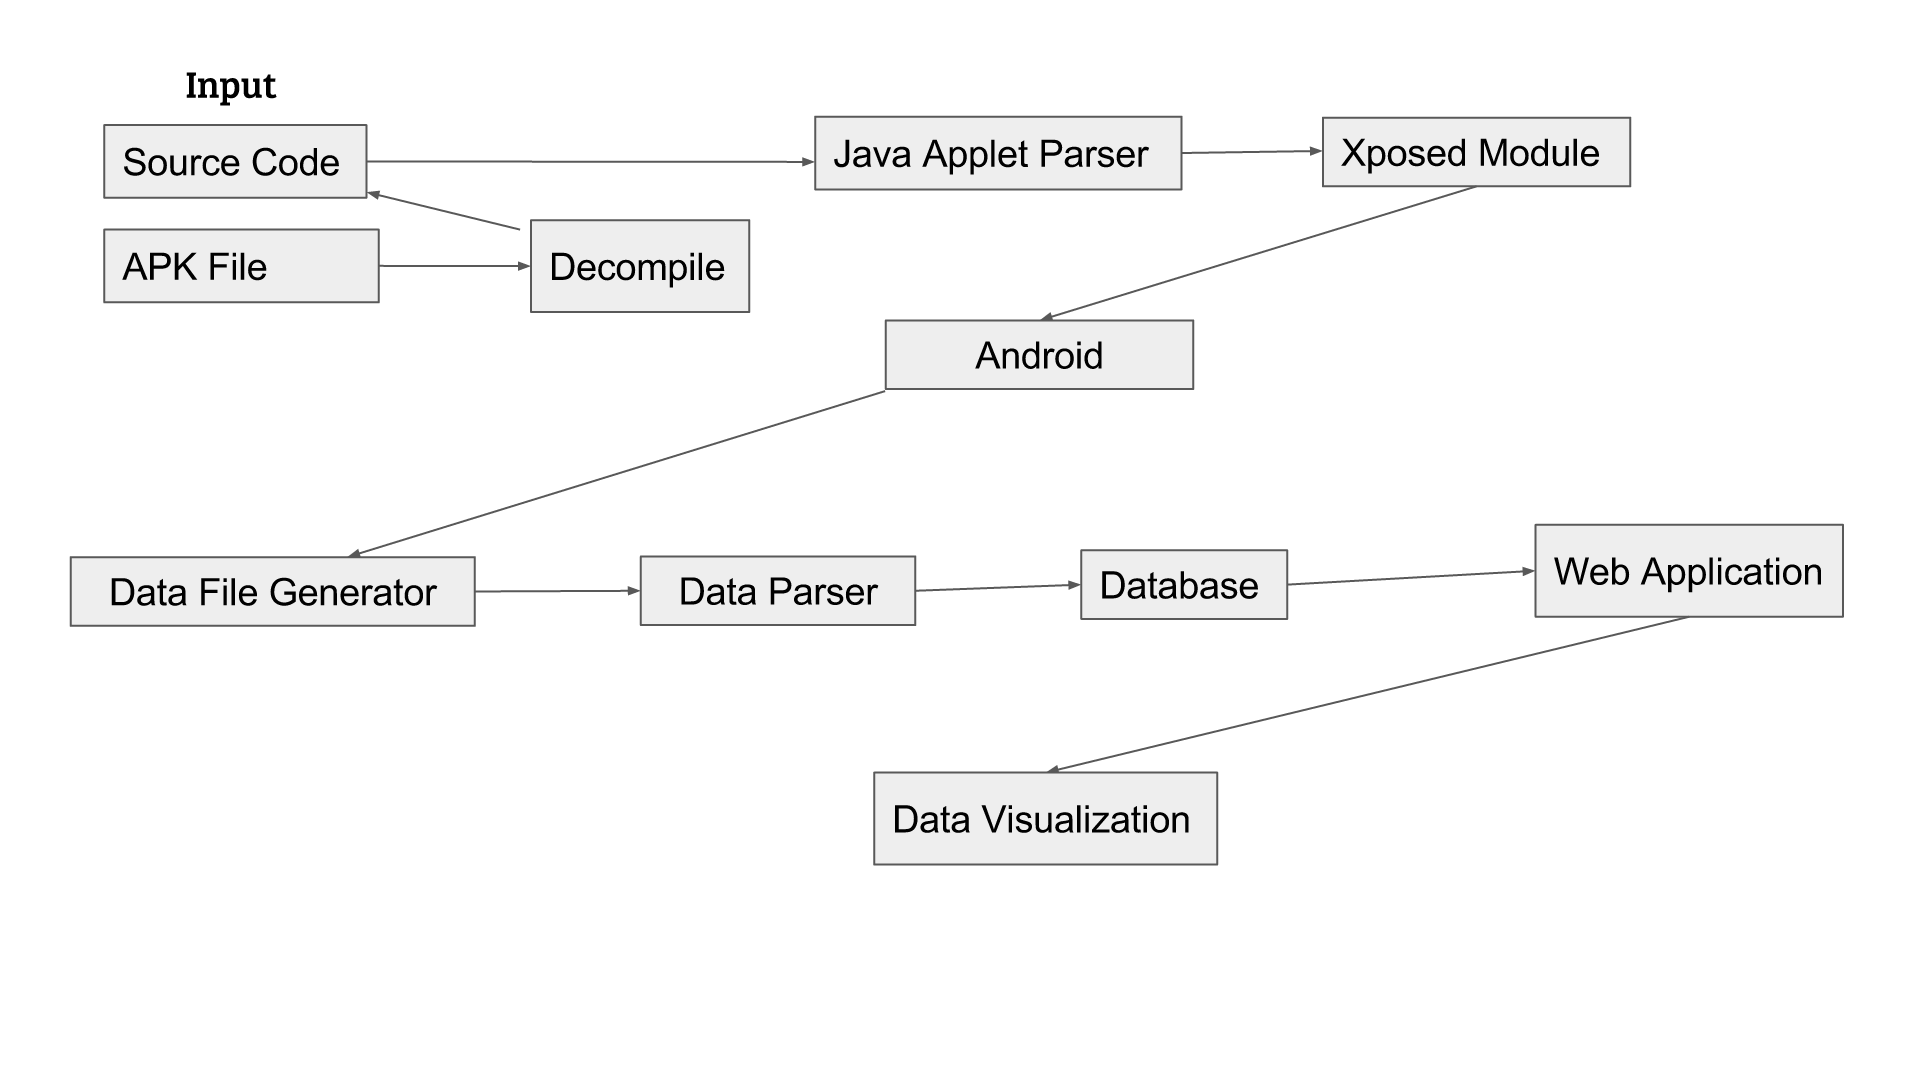 Input
Source Code
Java Applet Parser
Xposed Module
APK File
Decompile
Android
Data File Generator
Data Parser
Database
Web Application
Data Visualization